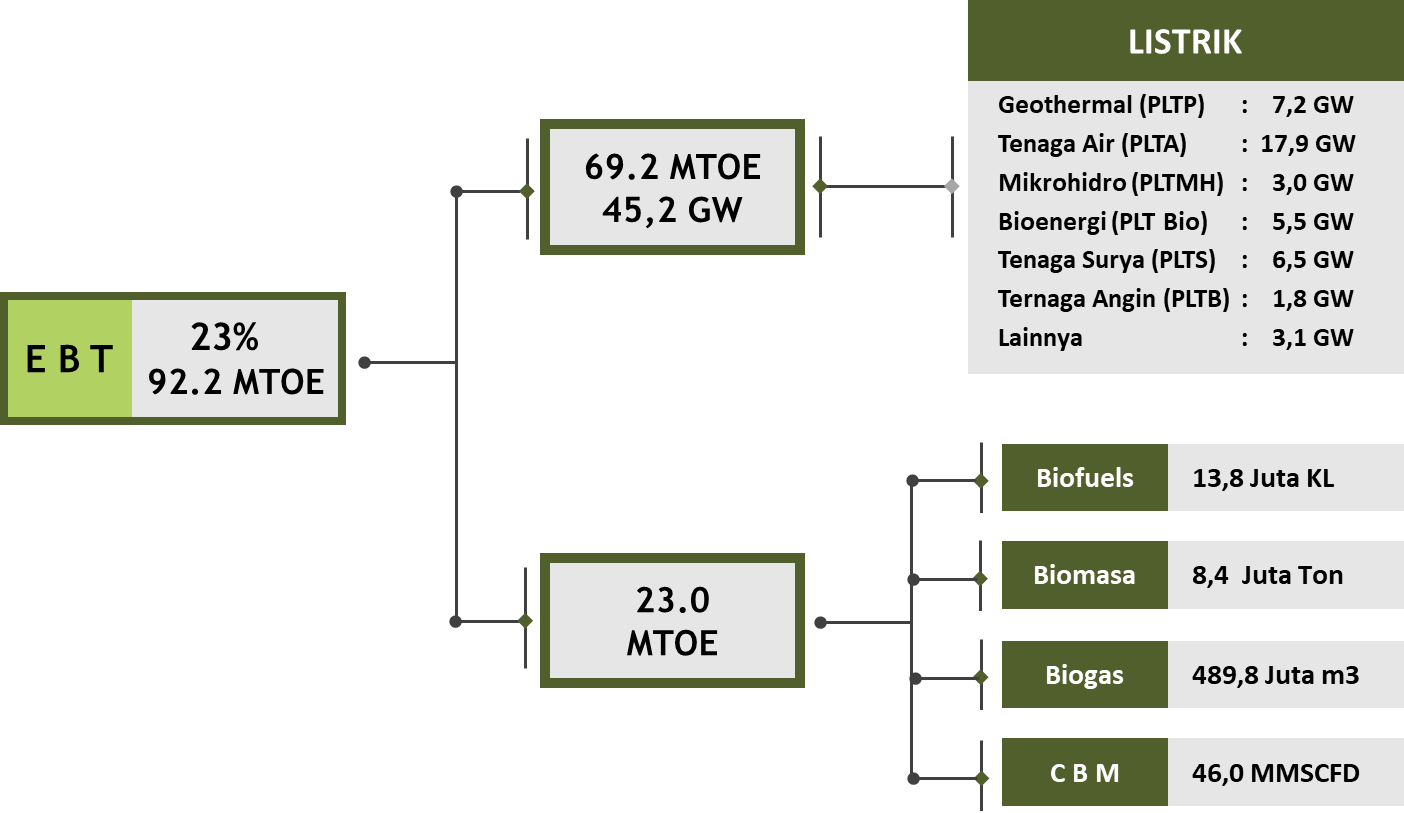 E B T
23%
92.2 MTOE
69.2 MTOE
45,2 GW
LISTRIK
Geothermal (PLTP) : 7,2 GW
Tenaga Air (PLTA) : 17,9 GW
Mikrohidro (PLTMH) : 3,0 GW
Bioenergi (PLT Bio) : 5,5 GW
Tenaga Surya (PLTS) : 6,5 GW
Ternaga Angin (PLTB) : 1,8 GW
Lainnya : 3,1 GW
23.0
MTOE
Biofuels 13,8 Juta KL
Biomasa 8,4 Juta Ton
Biogas 489,8 Juta m3
C B M 46,0 MMSCFD